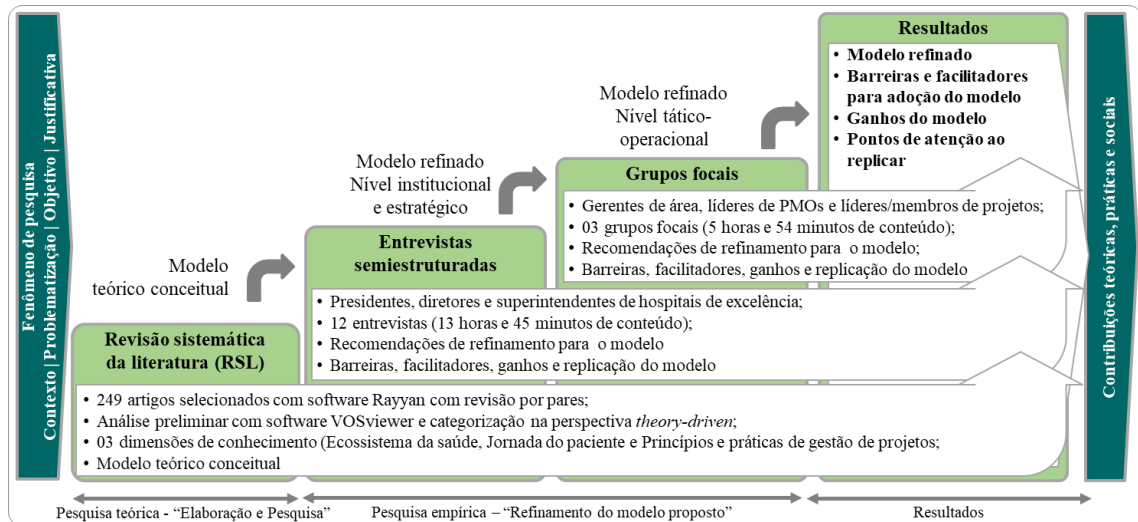 Fenômeno de pesquisa
Contexto | Problematização | Objetivo | Justificativa
Revisão sistemática
da literatura (RSL)
• 249 artigos selecionados com software Rayyan com revisão por pares;
• Análise preliminar com software VOSviewer e categorização na perspectiva theory-driven;
• 03 dimensões de conhecimento (Ecossistema da saúde, Jornada do paciente e Princípios e práticas de gestão de projetos;
• Modelo teórico conceitual
Modelo
teórico conceitual
Entrevistas
semiestruturadas
• Presidentes, diretores e superintendentes de hospitais de excelência;
• 12 entrevistas (13 horas e 45 minutos de conteúdo);
• Recomendações de refinamento para o modelo
• Barreiras, facilitadores, ganhos e replicação do modelo
Modelo refinado
Nível institucional
e estratégico
Grupos focais
• Gerentes de área, líderes de PMOs e líderes/membros de projetos;
• 03 grupos focais (5 horas e 54 minutos de conteúdo);
• Recomendações de refinamento para o modelo;
• Barreiras, facilitadores, ganhos e replicação do modelo
Modelo refinado
Nível tático-
operacional
Resultados
• Modelo refinado
• Barreiras e facilitadores
para adoção do modelo
• Ganhos do modelo
• Pontos de atenção ao
replicar
Contribuições teóricas, práticas e sociais
Pesquisa teórica - “Elaboração e Pesquisa”
Pesquisa empírica – “Refinamento do modelo proposto”
Resultados